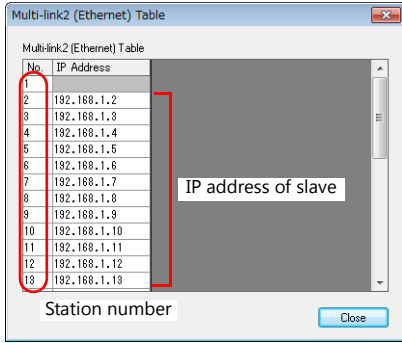 Multi-link2 (Ethernet) Table
Multi-link2 (Ethernet) Table
No. IP Address
1
2 192.168.1.2
3 192.168.1.3
4 192.168.1.4
5 192.168.1.5
6 192.168.1.6
7 192.168.1.7
8 192.168.1.8
9 192.168.1.9
10 192.168.1.10
11 192.168.1.11
12 192.168.1.12
13 192.168.1.13
IP address of slave
Station number
Close